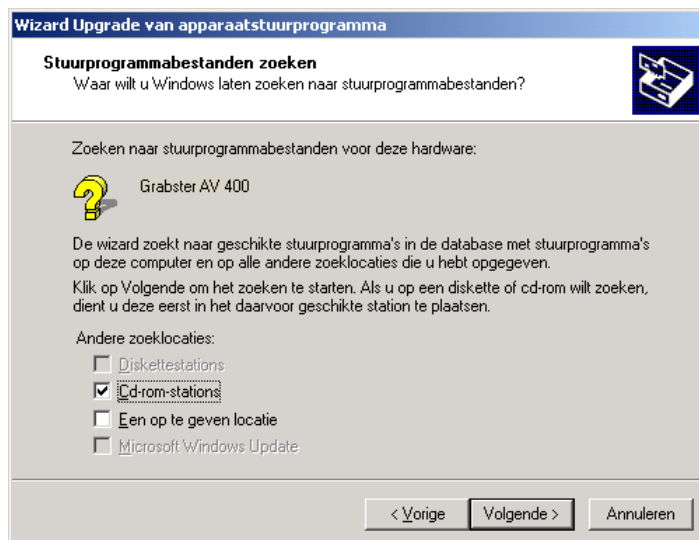 Wizard Upgrade van apparaatstuurprogramma
Stuurprogrammabestanden zoeken
Waar wilt u Windows laten zoeken naar stuurprogrammabestanden?
Zoeken naar stuurprogrammabestanden voor deze hardware:
Grabster AV 400
De wizard zoekt naar geschikte stuurprogramma's in de database met stuurprogramma's
op deze computer en op alle andere zoeklocaties die u hebt opgegeven.
Klik op Volgende om het zoeken te starten. Als u op een diskette of cd-rom wilt zoeken,
dient u deze eerst in het daarvoor geschikte station te plaatsen.
Andere zoeklocaties:
Diskettestations
Cd-rom-stations
Een op te geven locatie
Microsoft Windows Update
< Vorige Volgende > Annuleren